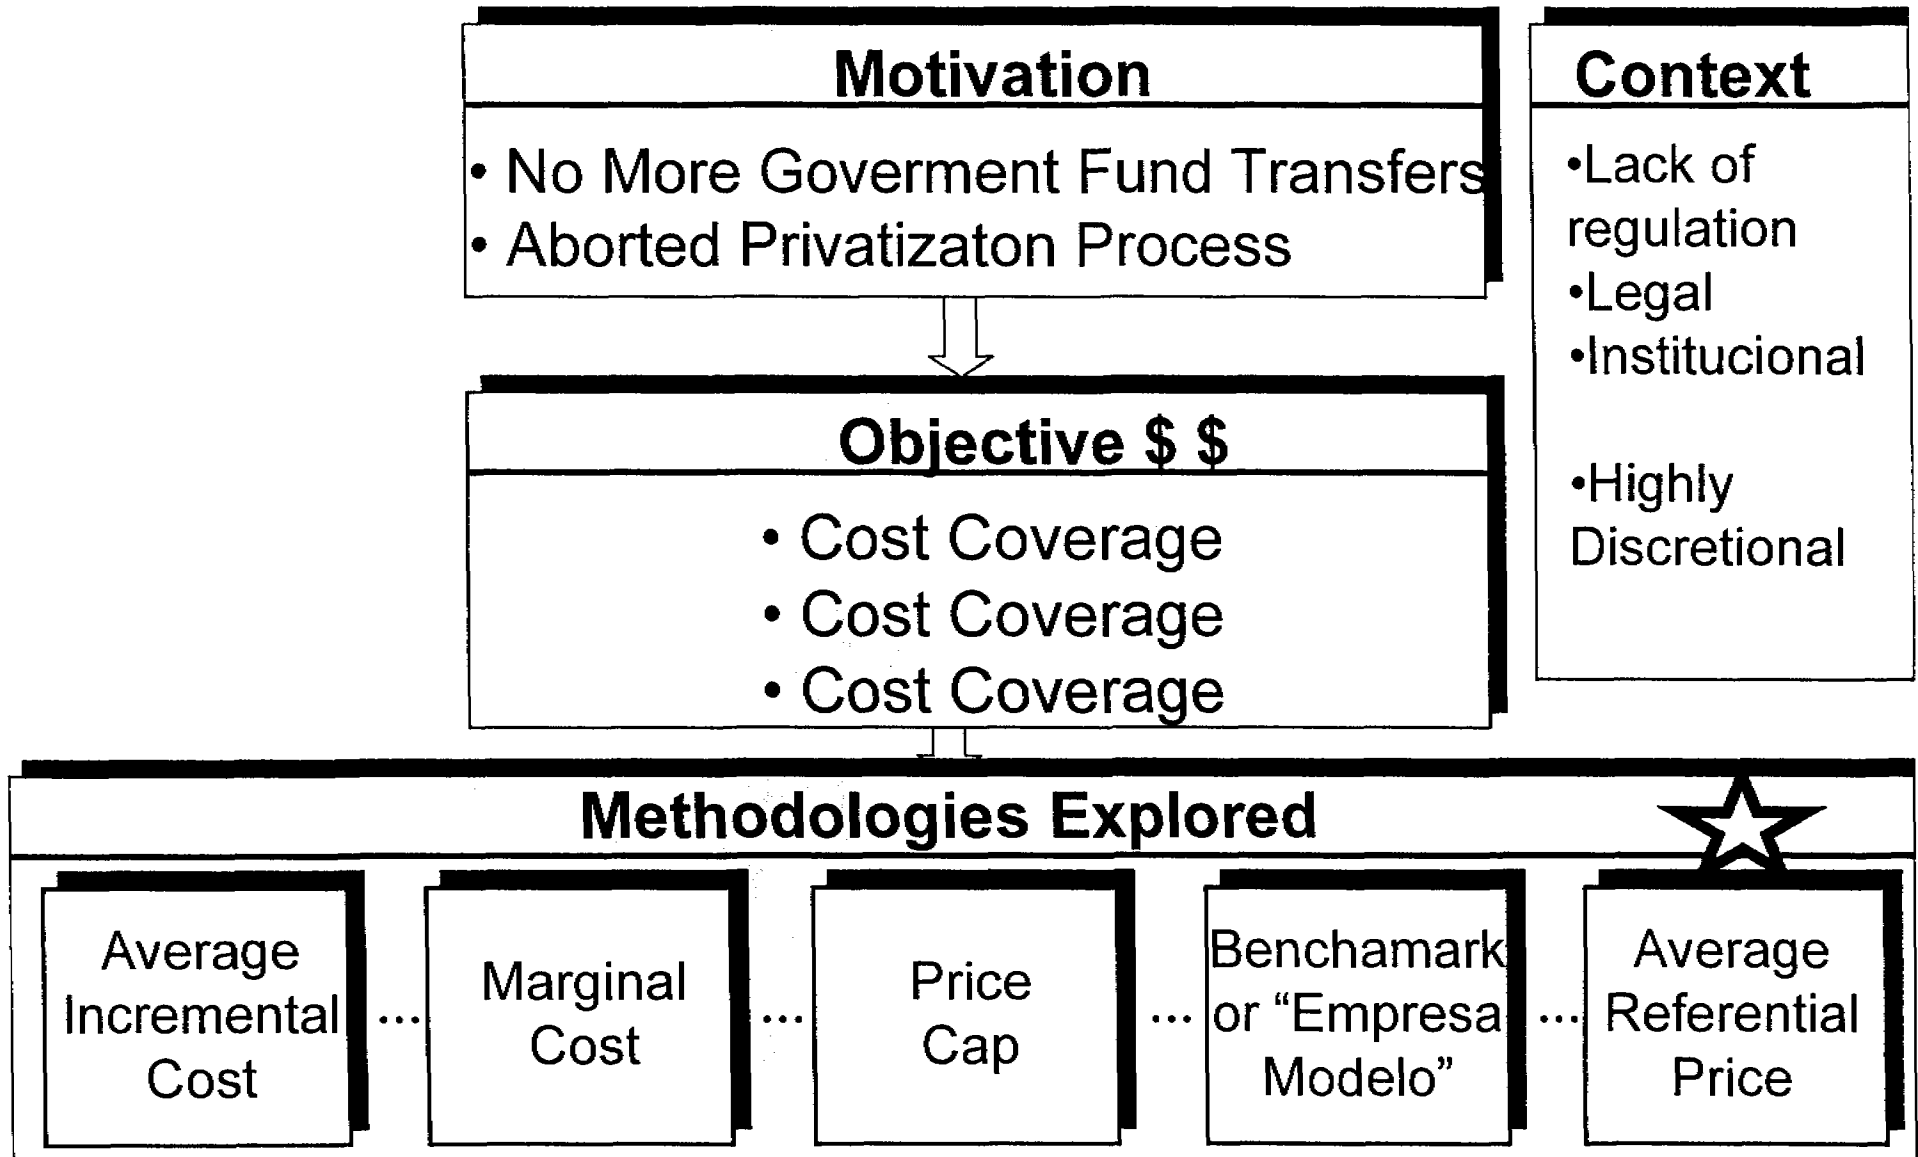 Motivation
• No More Goverment Fund Transfers
• Aborted Privatizaton Process
Context
•Lack of
regulation
•Legal
•Institucional
•Highly
Discretional
Objective $ $
• Cost Coverage
• Cost Coverage
• Cost Coverage
Methodologies Explored
Average
Incremental
Cost
...
Marginal
Cost
...
Price
Cap
...
Benchamark
or “Empresa
Modelo”
...
Average
Referential
Price